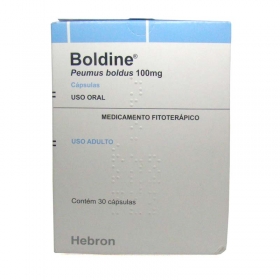 Boldine®
Peumus boldus 100mg
Cápsulas
USO ORAL
MEDICAMENTO FITOTERÁPICO
USO ADULTO
Contém 30 cápsulas
Hebron